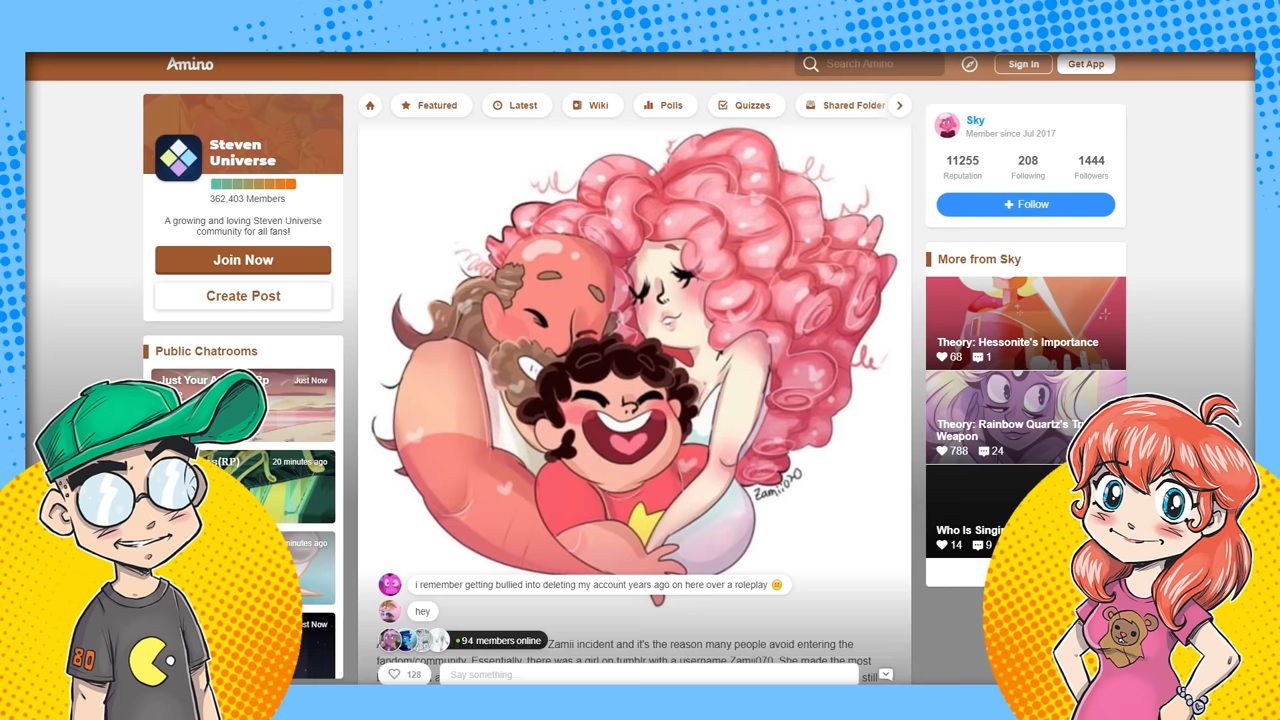 Amino
Search Amino
Sign In
Get App
Steven
Universe
362,403 Members
A growing and loving Steven Universe
community for all fans!
Join Now
Create Post
Public Chatrooms
Just Your A
Just Now
(RP)
20 minutes ago
minutes ago
st Now
80
Featured
Latest
Wiki
Polls
Quizzes
Shared Folder
Zamii070
i remember getting bullied into deleting my account years ago on here over a roleplay 😑
hey
94 members online
Zamii incident and it's the reason many people avoid entering the
fandom/community. Essentially, there was a girl on tumblr with a username Zamii070. She made the most
still
128
Say something...
Sky
Member since Jul 2017
11255
208
1444
Reputation
Following
Followers
+ Follow
More from Sky
Theory: Hessonite's Importance
68
1
Theory: Rainbow Quartz's
Weapon
788
24
Who Is
14
9